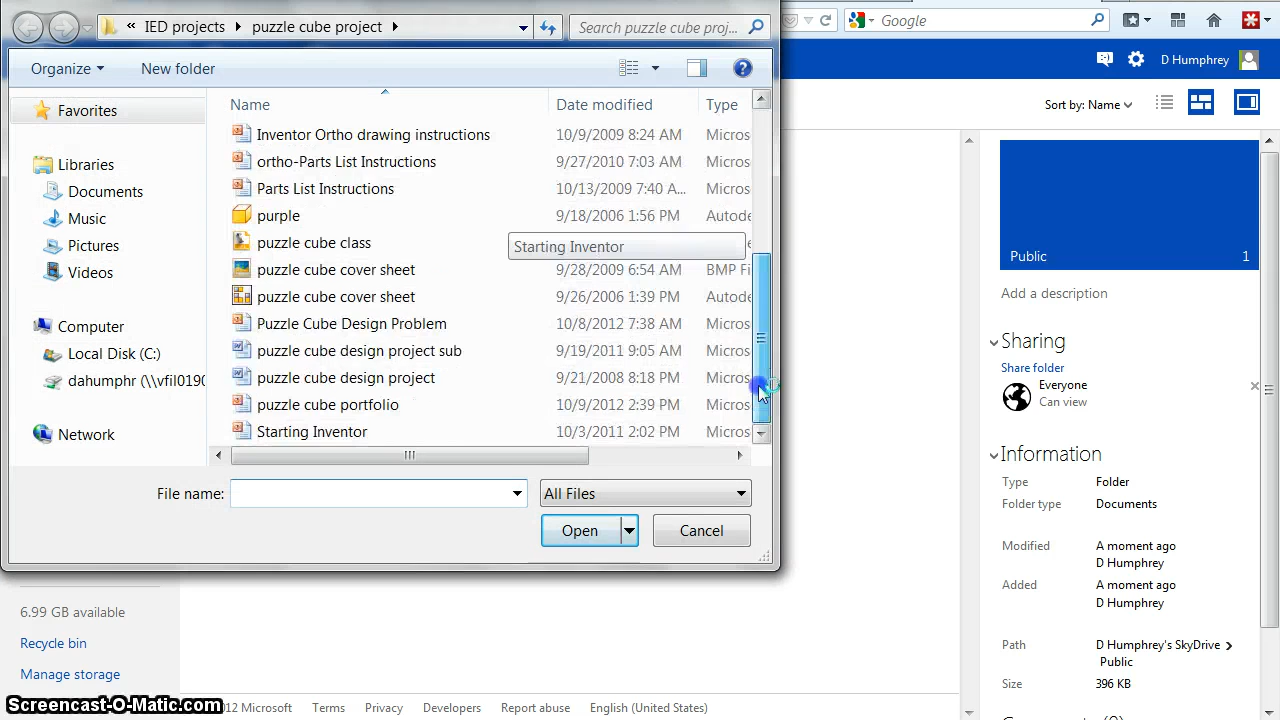 IED projects
puzzle cube project
Search puzzle cube proj...
Google
Organize
New folder
D Humphrey
Sort by: Name
Favorites
Libraries
Documents
Music
Pictures
Videos
Computer
Local Disk (C:)
dahumphr (\\vfil0190
Network
Name
Date modified
Type
Inventor Ortho drawing instructions 10/9/2009 8:24 AM Micros
ortho-Parts List Instructions 9/27/2010 7:03 AM Micros
Parts List Instructions 10/13/2009 7:40 A... Micros
purple 9/18/2006 1:56 PM Autode
puzzle cube class
Starting Inventor
puzzle cube cover sheet 9/28/2009 6:54 AM BMP Fi
puzzle cube cover sheet 9/26/2006 1:39 PM Autode
Puzzle Cube Design Problem 10/8/2012 7:38 AM Micros
puzzle cube design project sub 9/19/2011 9:05 AM Micros
puzzle cube design project 9/21/2008 8:18 PM Micros
puzzle cube portfolio 10/9/2012 2:39 PM Micros
Starting Inventor 10/3/2011 2:02 PM Micros
File name:
All Files
Open
Cancel
Public 1
Add a description
Sharing
Share folder
Everyone
Can view
Information
Type Folder
Folder type Documents
Modified A moment ago
D Humphrey
Added A moment ago
D Humphrey
Path D Humphrey's SkyDrive
Public
Size 396 KB
6.99 GB available
Recycle bin
Manage storage
2012 Microsoft Terms Privacy Developers Report abuse English (United States)
Screencast-O-Matic.com